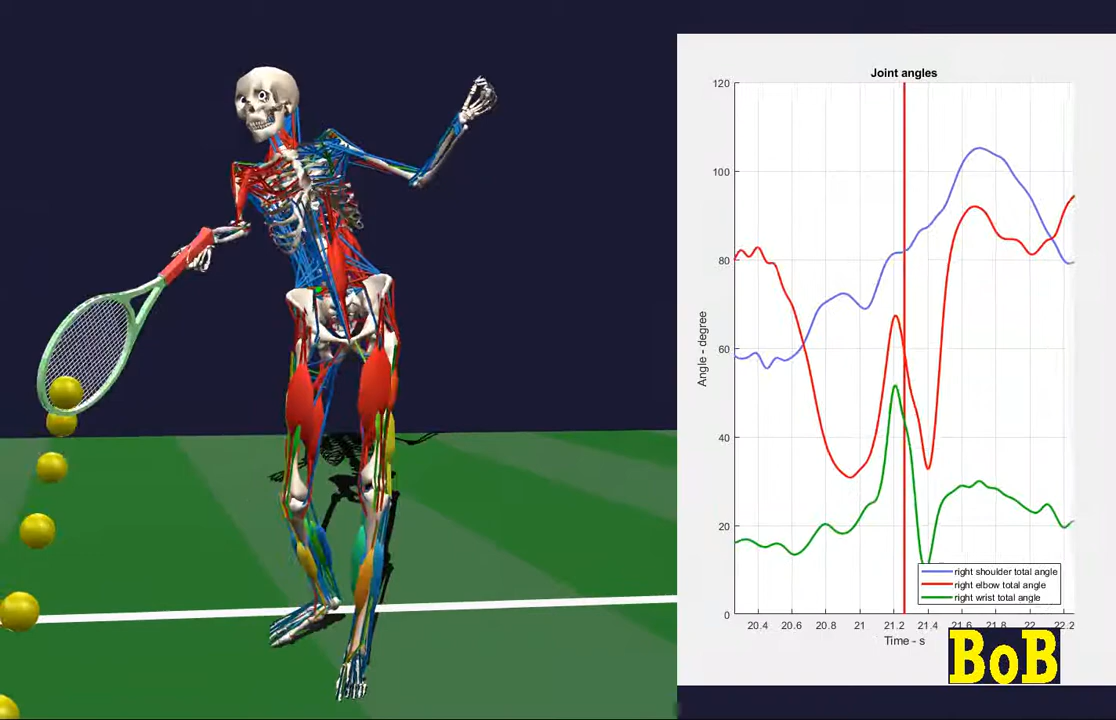 Joint angles
120
100
80
60
40
20
0
Angle - degree
right shoulder total angle
right elbow total angle
right wrist total angle
20.4 20.6 20.8 21 21.2 21.4 21.6 21.8 22 22.2
Time - s
BoB